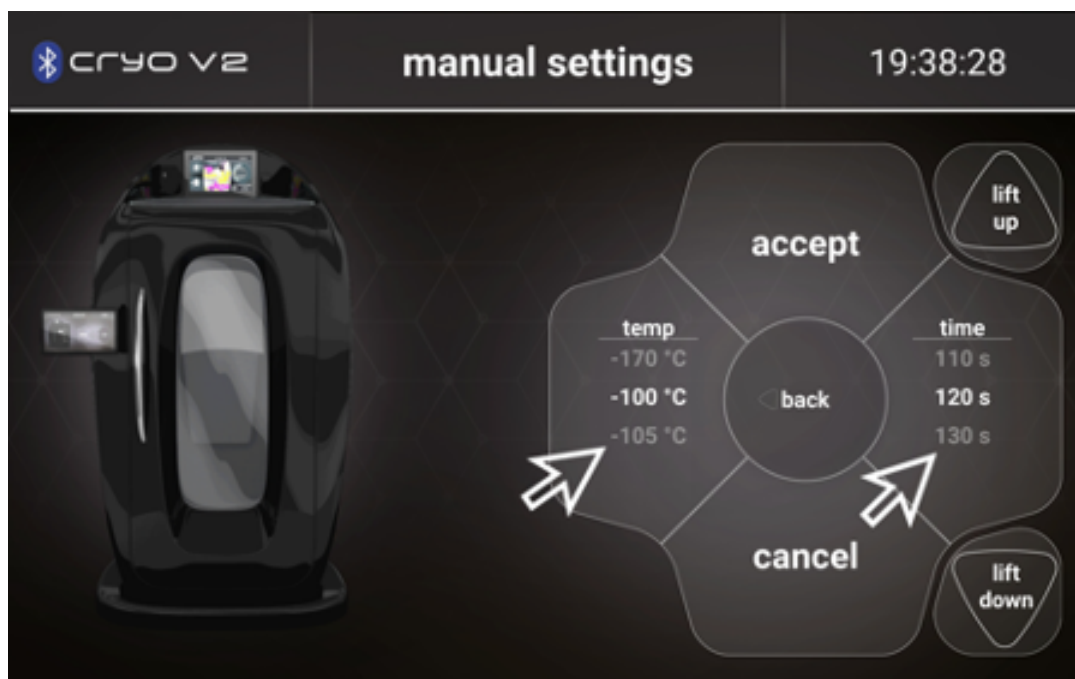 cryo v2
manual settings
19:38:28
lift
up
accept
temp
-170 °C
-100 °C
-105 °C
back
time
110 s
120 s
130 s
cancel
lift
down